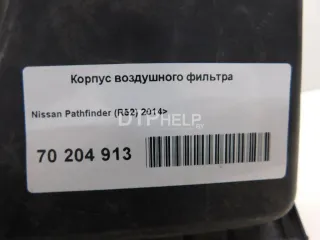 Корпус воздушного фильтра
Nissan Pathfinder (R52) 2014>
DTPHELP
70 204 913